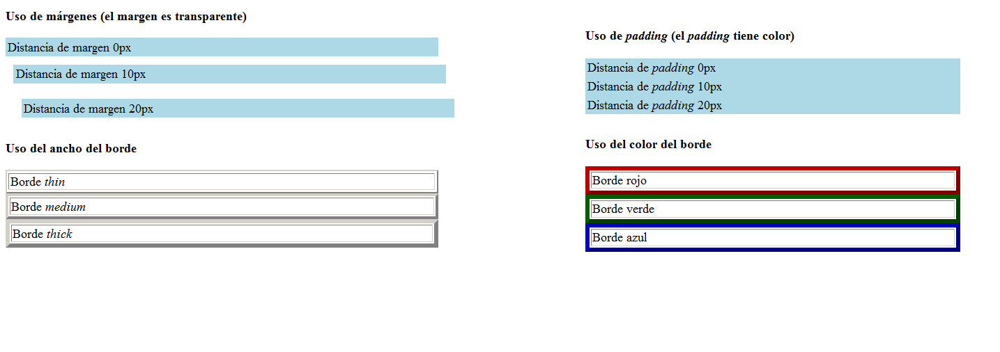 Uso de márgenes (el margen es transparente)
Distancia de margen 0px
Distancia de margen 10px
Distancia de margen 20px
Uso del ancho del borde
Borde thin
Borde medium
Borde thick
Uso de padding (el padding tiene color)
Distancia de padding 0px
Distancia de padding 10px
Distancia de padding 20px
Uso del color del borde
Borde rojo
Borde verde
Borde azul